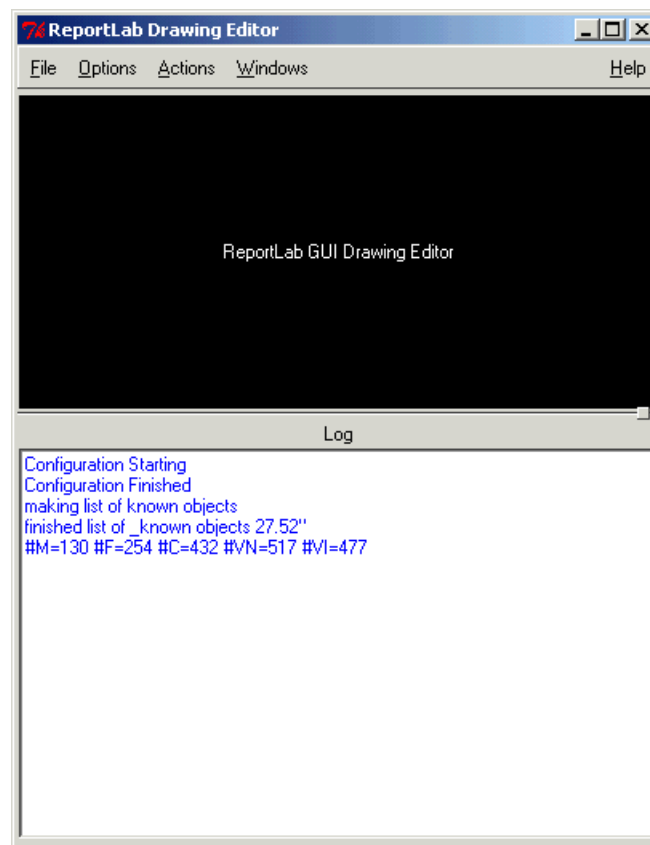 ReportLab Drawing Editor
File Options Actions Windows Help
ReportLab GUI Drawing Editor
Log
Configuration Starting
Configuration Finished
making list of known objects
finished list of _known objects 27.52"
#M=130 #F=254 #C=432 #VN=517 #VI=477